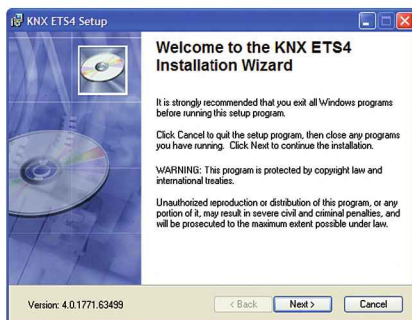 KNX ETS4 Setup
Welcome to the KNX ETS4
Installation Wizard
It is strongly recommended that you exit all Windows programs
before running this setup program.
Click Cancel to quit the setup program, then close any programs
you have running. Click Next to continue the installation.
WARNING: This program is protected by copyright law and
international treaties.
Unauthorized reproduction or distribution of this program, or any
portion of it, may result in severe civil and criminal penalties, and
will be prosecuted to the maximum extent possible under law.
Version: 4.0.1771.63499
< Back Next > Cancel